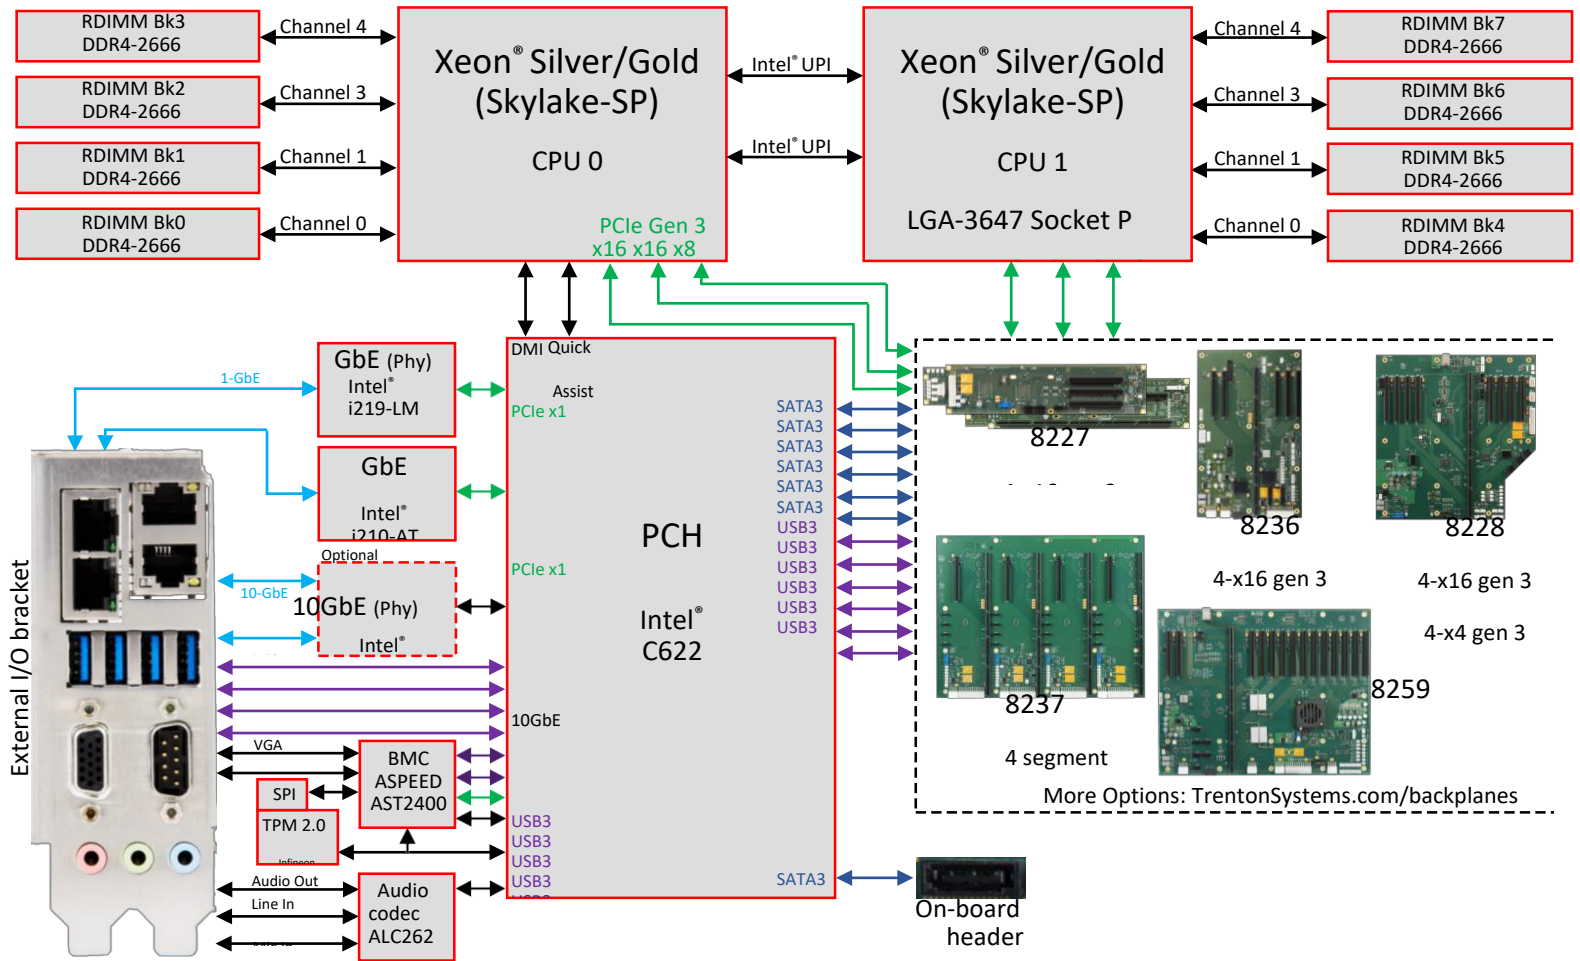 RDIMM Bk3
DDR4-2666
Channel 4
RDIMM Bk2
DDR4-2666
Channel 3
RDIMM Bk1
DDR4-2666
Channel 1
RDIMM Bk0
DDR4-2666
Channel 0
Xeon® Silver/Gold
(Skylake-SP)
CPU 0
PCIe Gen 3
x16 x16 x8
Intel® UPI
Intel® UPI
Xeon® Silver/Gold
(Skylake-SP)
CPU 1
LGA-3647 Socket P
Channel 4
RDIMM Bk7
DDR4-2666
Channel 3
RDIMM Bk6
DDR4-2666
Channel 1
RDIMM Bk5
DDR4-2666
Channel 0
RDIMM Bk4
DDR4-2666
External I/O bracket
1-GbE
GbE (Phy)
Intel®
i219-LM
GbE
Intel®
i210-AT
Optional
10-GbE
10GbE (Phy)
Intel®
VGA
BMC
ASPEED
AST2400
SPI
TPM 2.0
Infineon
Audio Out
Line In
Audio
codec
ALC262
DMI Quick
Assist
PCIe x1
PCIe x1
10GbE
USB3
USB3
USB3
USB3
PCH
Intel®
C622
SATA3
SATA3
SATA3
SATA3
SATA3
SATA3
USB3
USB3
USB3
USB3
USB3
USB3
SATA3
8227
8236
4-x16 gen 3
8228
4-x16 gen 3
4-x4 gen 3
8237
4 segment
8259
More Options: TrentonSystems.com/backplanes
On-board
header